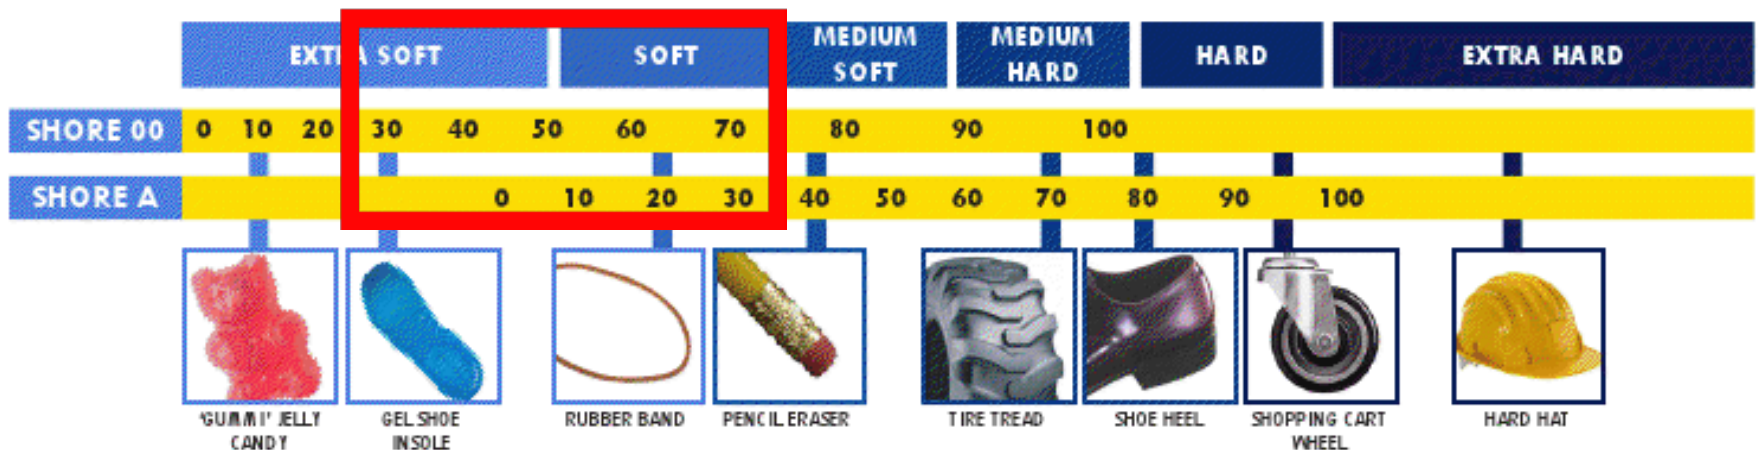 EXTRA SOFT
SOFT
MEDIUM
SOFT
MEDIUM
HARD
HARD
EXTRA HARD
SHORE 00 0 10 20 30 40 50 60 70 80 90 100
SHORE A 0 10 20 30 40 50 60 70 80 90 100
'GUMMI' JELLY
CANDY
GEL SHOE
INSOLE
RUBBER BAND
PENCIL ERASER
TIRE TREAD
SHOE HEEL
SHOPPING CART
WHEEL
HARD HAT